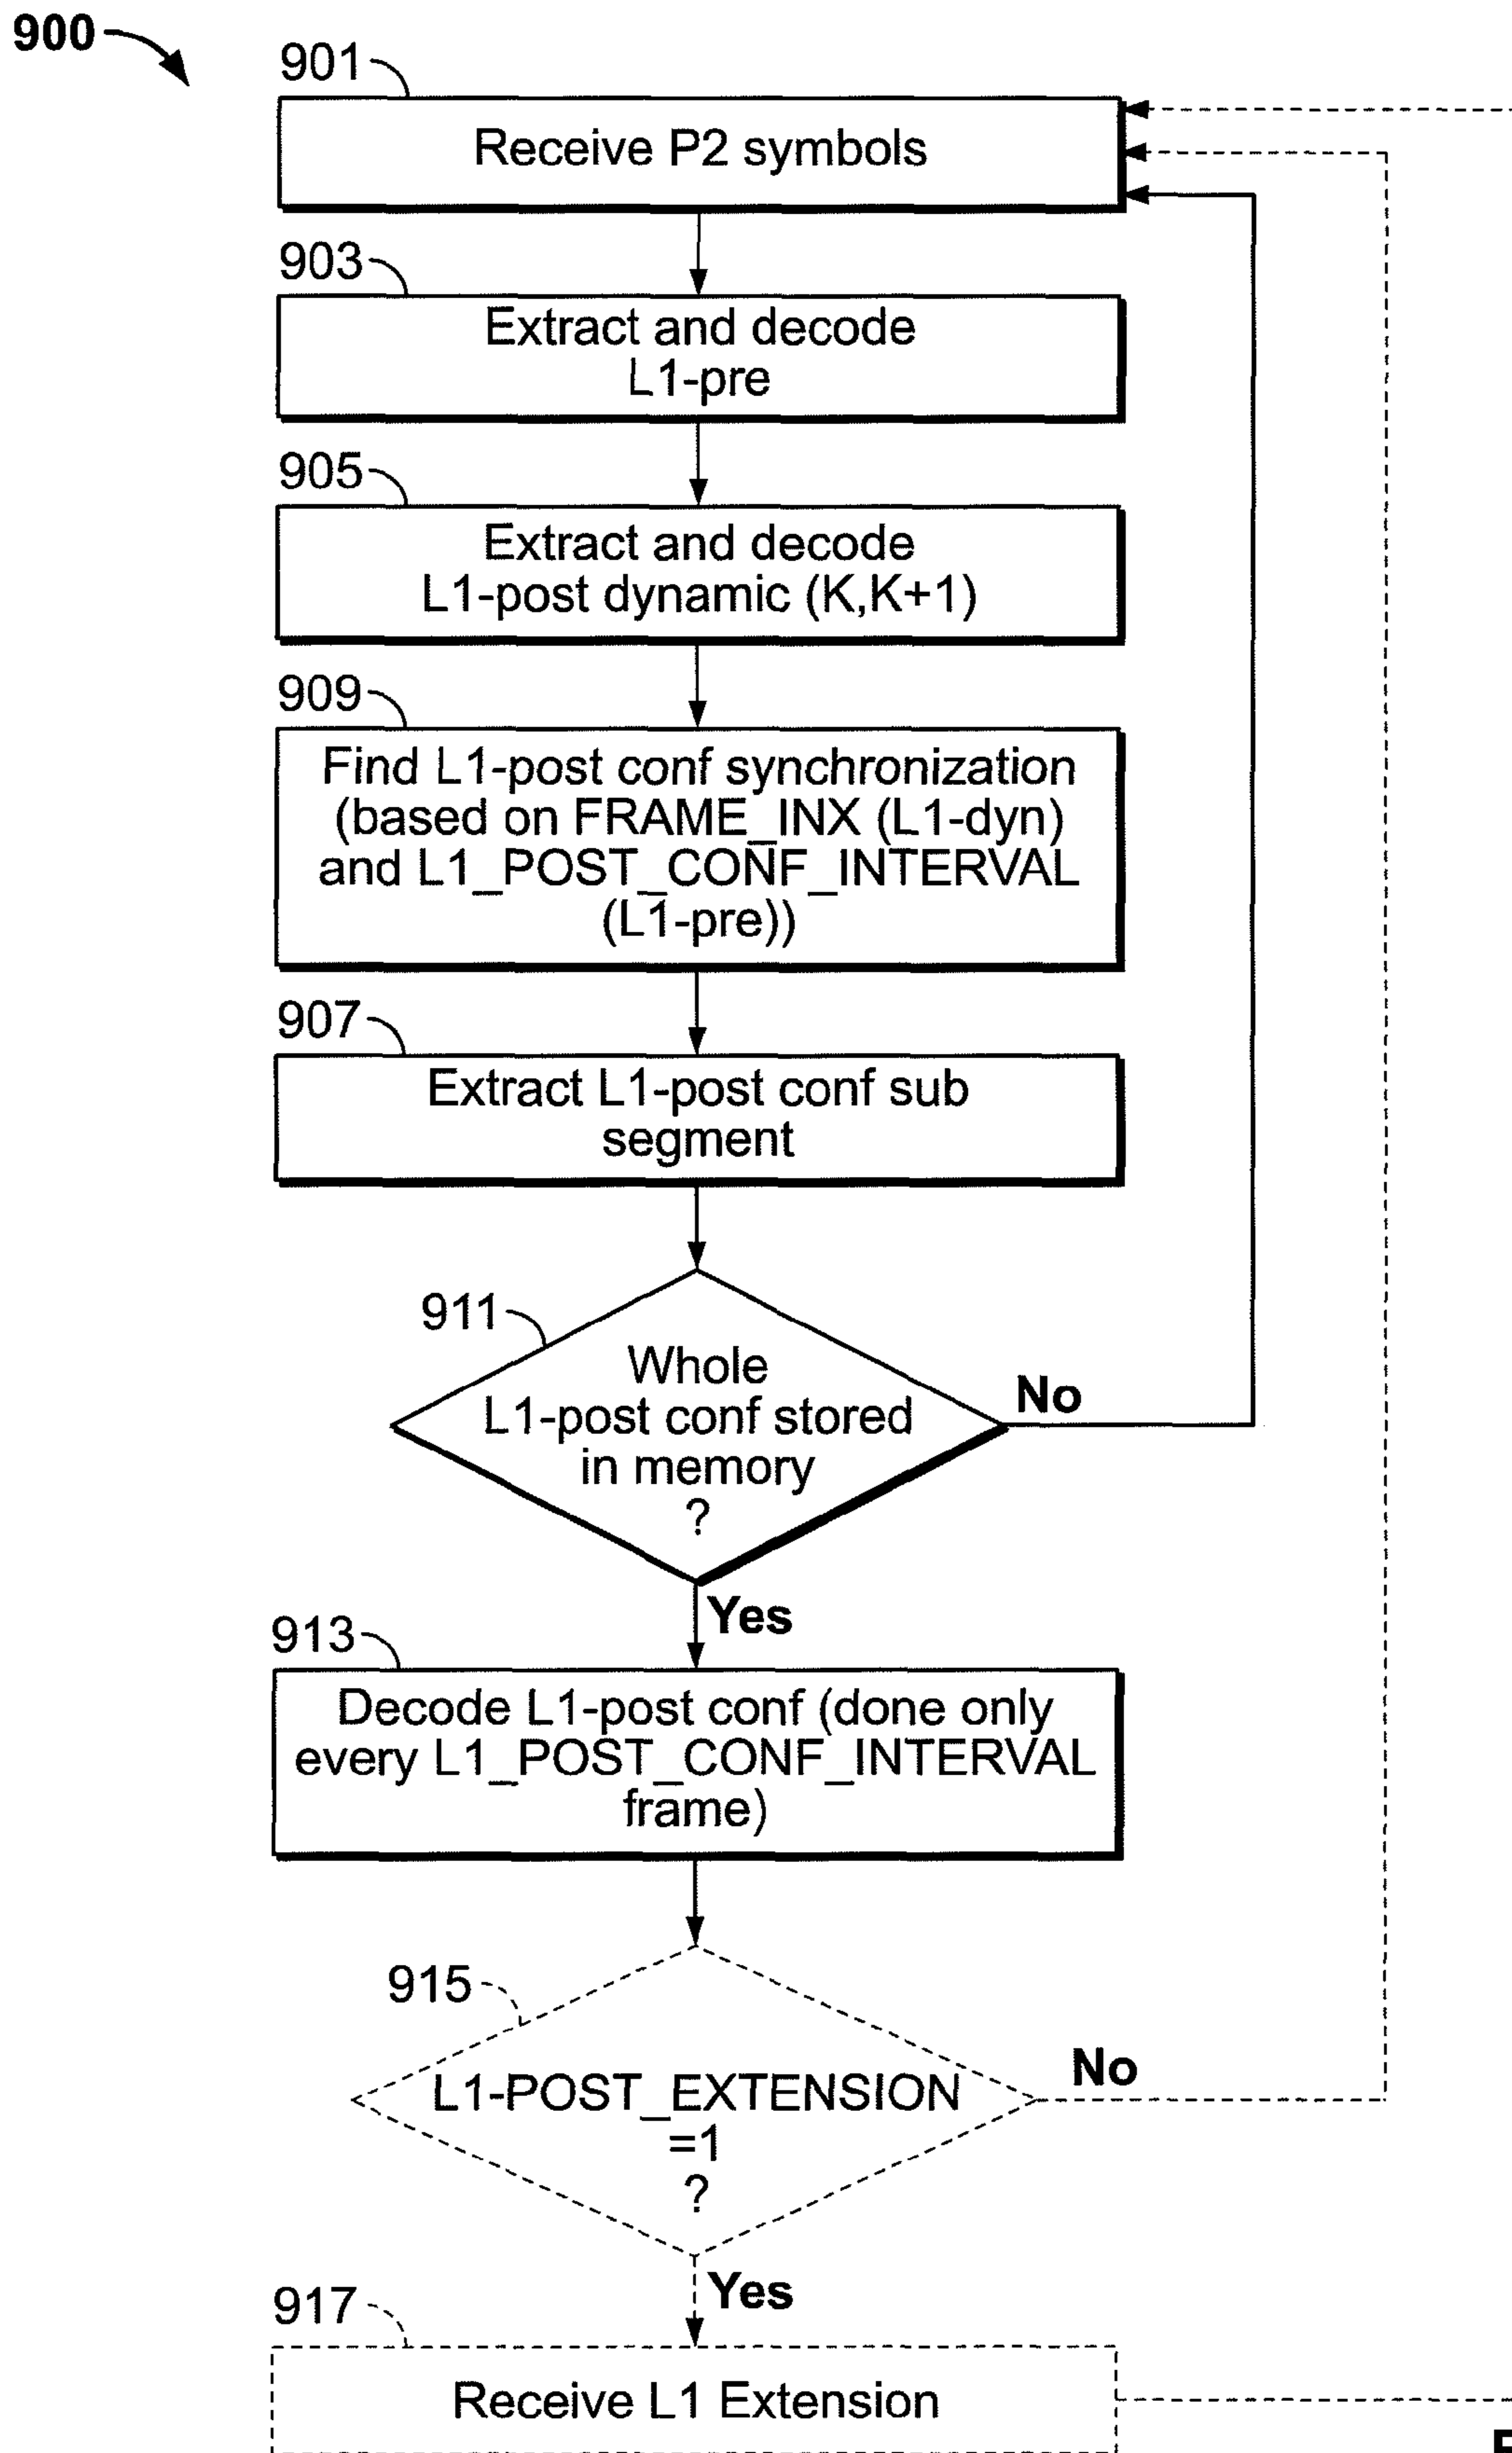 900
901
Receive P2 symbols
903
Extract and decode
L1-pre
905
Extract and decode
L1-post dynamic (K,K+1)
909
Find L1-post conf synchronization
(based on FRAME_INX (L1-dyn)
and L1_POST_CONF_INTERVAL
(L1-pre))
907
Extract L1-post conf sub
segment
911
Whole
L1-post conf stored
in memory
?
No
Yes
913
Decode L1-post conf (done only
every L1_POST_CONF_INTERVAL
frame)
915
L1-POST_EXTENSION
=1
?
No
Yes
917
Receive L1 Extension